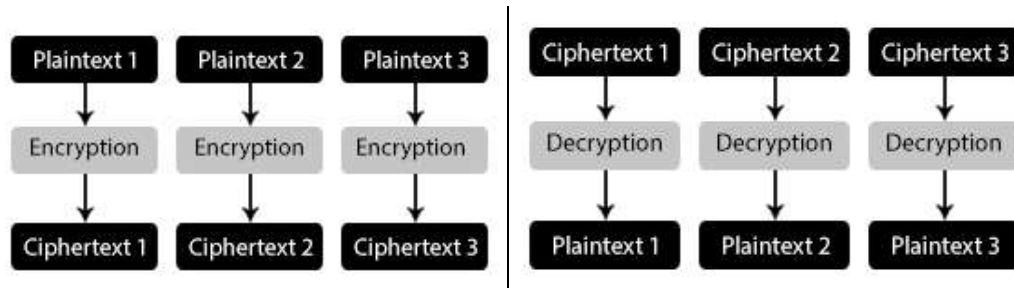 Plaintext 1 Plaintext 2 Plaintext 3
Encryption Encryption Encryption
Ciphertext 1 Ciphertext 2 Ciphertext 3
Ciphertext 1 Ciphertext 2 Ciphertext 3
Decryption Decryption Decryption
Plaintext 1 Plaintext 2 Plaintext 3